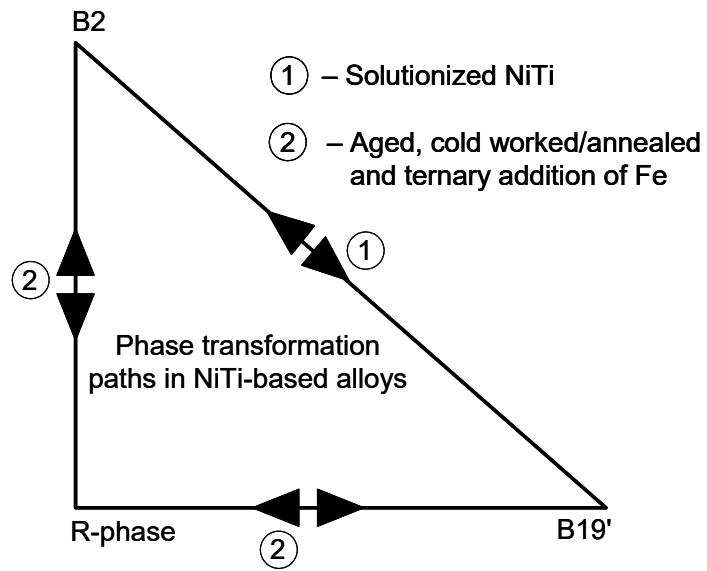 B2
① – Solutionized NiTi
② – Aged, cold worked/annealed
and ternary addition of Fe
①
②
Phase transformation
paths in NiTi-based alloys
R-phase
B19'
②